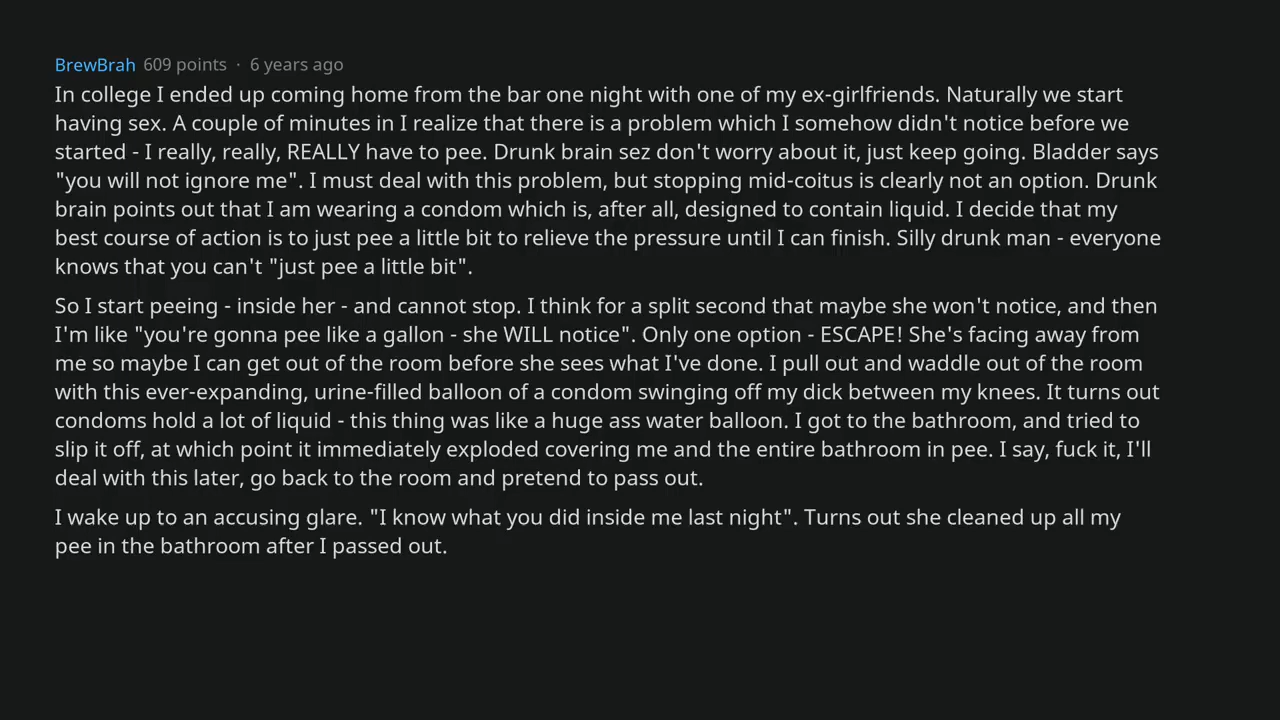 BrewBrah 609 points · 6 years ago
In college I ended up coming home from the bar one night with one of my ex-girlfriends. Naturally we start
having sex. A couple of minutes in I realize that there is a problem which I somehow didn't notice before we
started - I really, really, REALLY have to pee. Drunk brain sez don't worry about it, just keep going. Bladder says
"you will not ignore me". I must deal with this problem, but stopping mid-coitus is clearly not an option. Drunk
brain points out that I am wearing a condom which is, after all, designed to contain liquid. I decide that my
best course of action is to just pee a little bit to relieve the pressure until I can finish. Silly drunk man - everyone
knows that you can't "just pee a little bit".
So I start peeing - inside her - and cannot stop. I think for a split second that maybe she won't notice, and then
I'm like "you're gonna pee like a gallon - she WILL notice". Only one option - ESCAPE! She's facing away from
me so maybe I can get out of the room before she sees what I've done. I pull out and waddle out of the room
with this ever-expanding, urine-filled balloon of a condom swinging off my dick between my knees. It turns out
condoms hold a lot of liquid - this thing was like a huge ass water balloon. I got to the bathroom, and tried to
slip it off, at which point it immediately exploded covering me and the entire bathroom in pee. I say, fuck it, I'll
deal with this later, go back to the room and pretend to pass out.
I wake up to an accusing glare. "I know what you did inside me last night". Turns out she cleaned up all my
pee in the bathroom after I passed out.